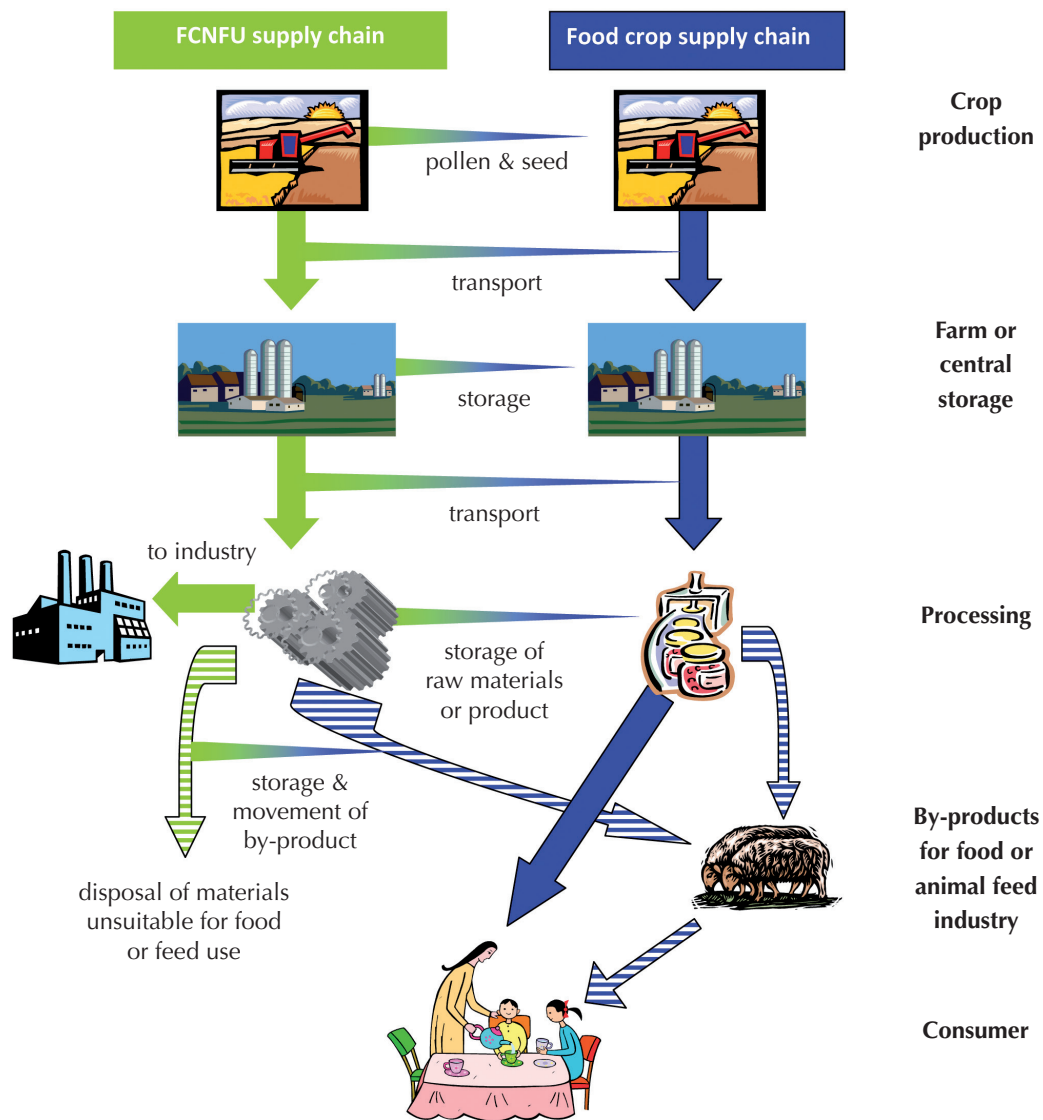 FCNFU supply chain
Food crop supply chain
Crop
production
pollen & seed
transport
Farm or
central
storage
storage
transport
to industry
Processing
storage of
raw materials
or product
storage &
movement of
by-product
By-products
for food or
animal feed
industry
disposal of materials
unsuitable for food
or feed use
Consumer